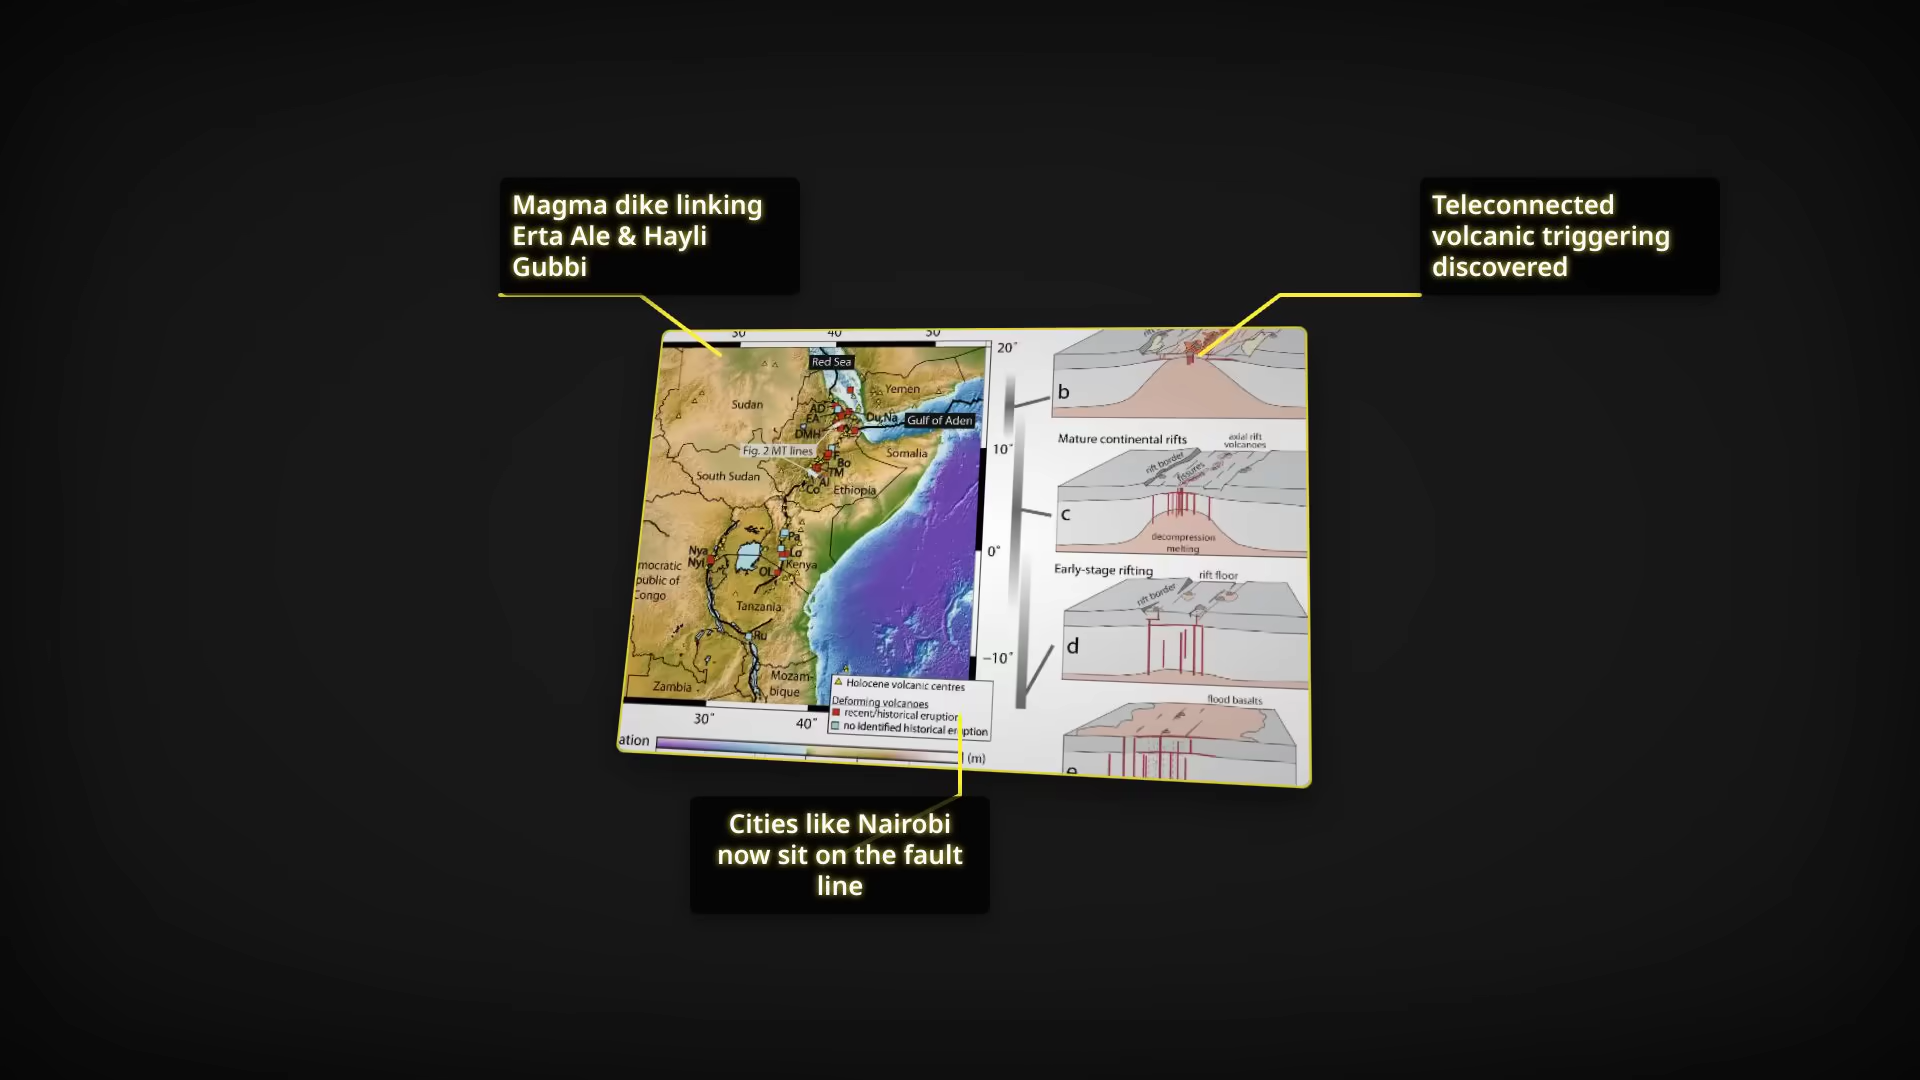 Magma dike linking
Erta Ale & Hayli
Gubbi
Teleconnected
volcanic triggering
discovered
30
40
50
Red Sea
Yemen
Sudan
AD
EA
Du Na
Gulf of Aden
DMH
Fig. 2 MT lines
F
Bo
TM
Al
Co
Somalia
South Sudan
Ethiopia
Pa
Nya
Nyi
Lo
Kenya
OL
mocratic
public of
Congo
Tanzania
Ru
Zambia
Mozam-
bique
Holocene volcanic centres
Deforming volcanoes
recent/historical eruption
no identified historical eruption
30˚
40˚
ation
(m)
20˚
10˚
0˚
−10˚
b
Mature continental rifts
axial rift
volcanoes
rift border
fissures
c
decompression
melting
Early-stage rifting
rift floor
rift border
d
flood basalts
e
Cities like Nairobi
now sit on the fault
line